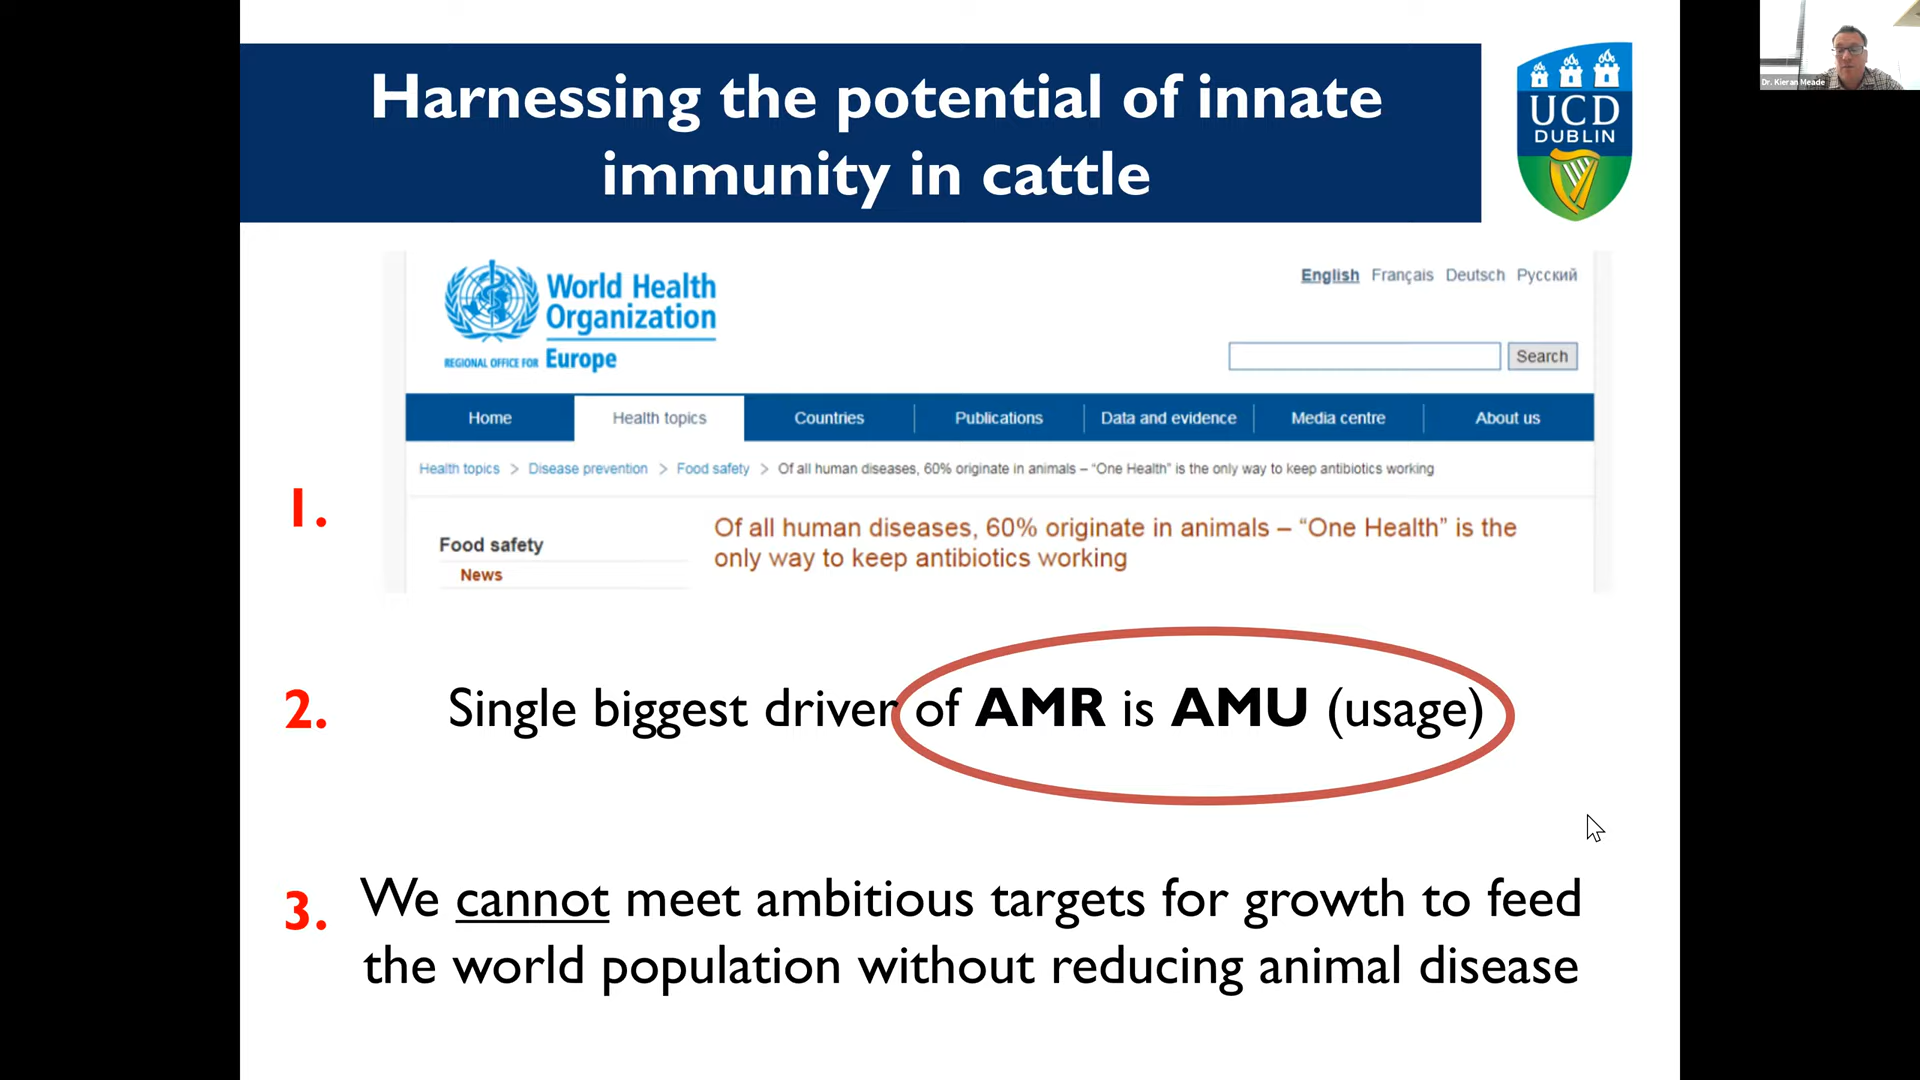 Harnessing the potential of innate
immunity in cattle
UCD
DUBLIN
Dr. Kieran Meade
World Health
Organization
REGIONAL OFFICE FOR Europe
English Français Deutsch Русский
Search
Home Health topics Countries Publications Data and evidence Media centre About us
Health topics > Disease prevention > Food safety > Of all human diseases, 60% originate in animals – “One Health” is the only way to keep antibiotics working
1.
Food safety
News
Of all human diseases, 60% originate in animals – “One Health” is the
only way to keep antibiotics working
2. Single biggest driver of AMR is AMU (usage)
3. We cannot meet ambitious targets for growth to feed
the world population without reducing animal disease